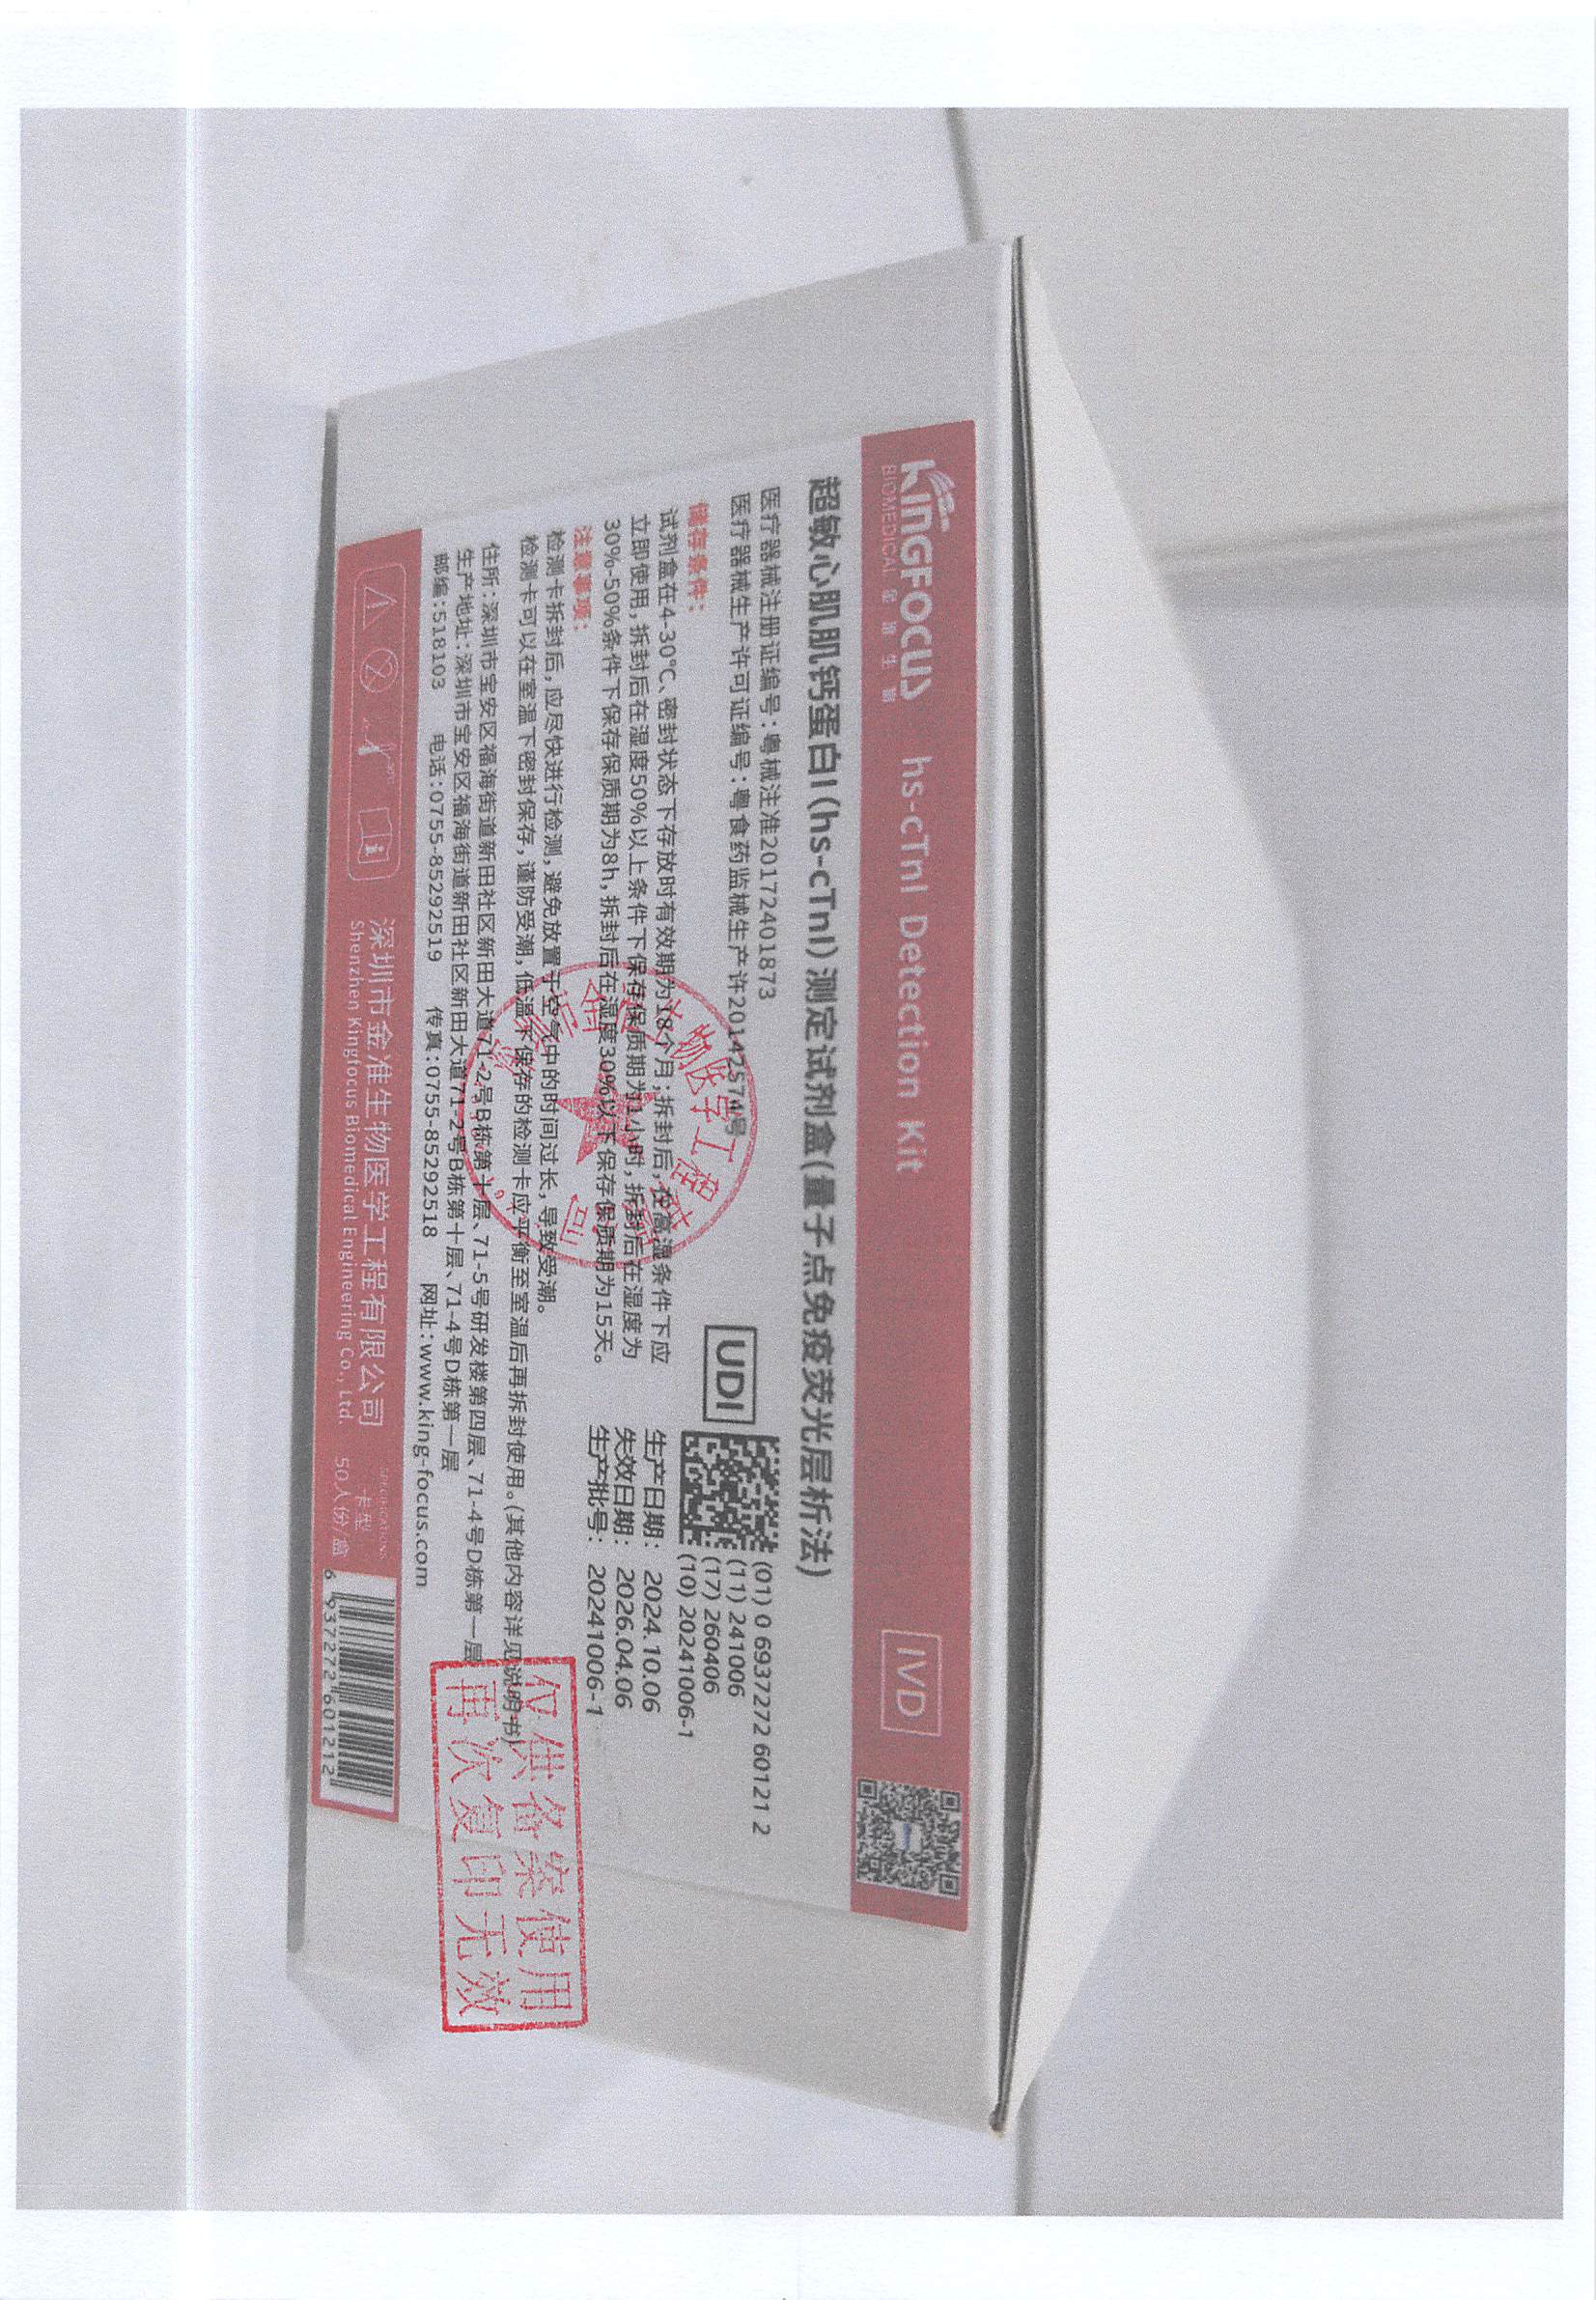 KINGFOCUS hs-cTnI Detection Kit IVD
BIOMEDICAL 金准生物
超敏心肌肌钙蛋白I(hs-cTnI)测定试剂盒(量子点免疫荧光层析法)
医疗器械注册证编号:粤械注准20172401873
医疗器械生产许可证编号:粤食药监械生产许20142574号
UDI
(01) 0 6937272 60121 2
(11) 241006
(17) 260406
(10) 20241006-1
储存条件:
试剂盒在4-30℃、密封状态下存放时有效期为18个月;拆封后,在高湿条件下应
立即使用,拆封后在湿度50%以上条件下保存保质期为1小时,拆封后在湿度为
30%-50%条件下保存保质期为8h,拆封后在湿度30%以下保存保质期为15天。
生产日期: 2024.10.06
失效日期: 2026.04.06
生产批号: 20241006-1
注意事项:
检测卡拆封后,应尽快进行检测,避免放置于空气中的时间过长,导致受潮。
检测卡可以在室温下密封保存,谨防受潮,低温下保存的检测卡应平衡至室温后再拆封使用。(其他内容详见说明书)
住所:深圳市宝安区福海街道新田社区新田大道71-2号B栋第十层、71-5号研发楼第四层、71-4号D栋第一层
生产地址:深圳市宝安区福海街道新田社区新田大道71-2号B栋第十层、71-4号D栋第一层
邮编:518103 电话:0755-85292519 传真:0755-85292518 网址:www.king-focus.com
深圳市金准生物医学工程有限公司
Shenzhen Kingfocus Biomedical Engineering Co., Ltd.
SPECIFICATIONS
卡型
50人份/盒
6 937272 601212
物医学工程有
仅供备案使用
再次复印无效